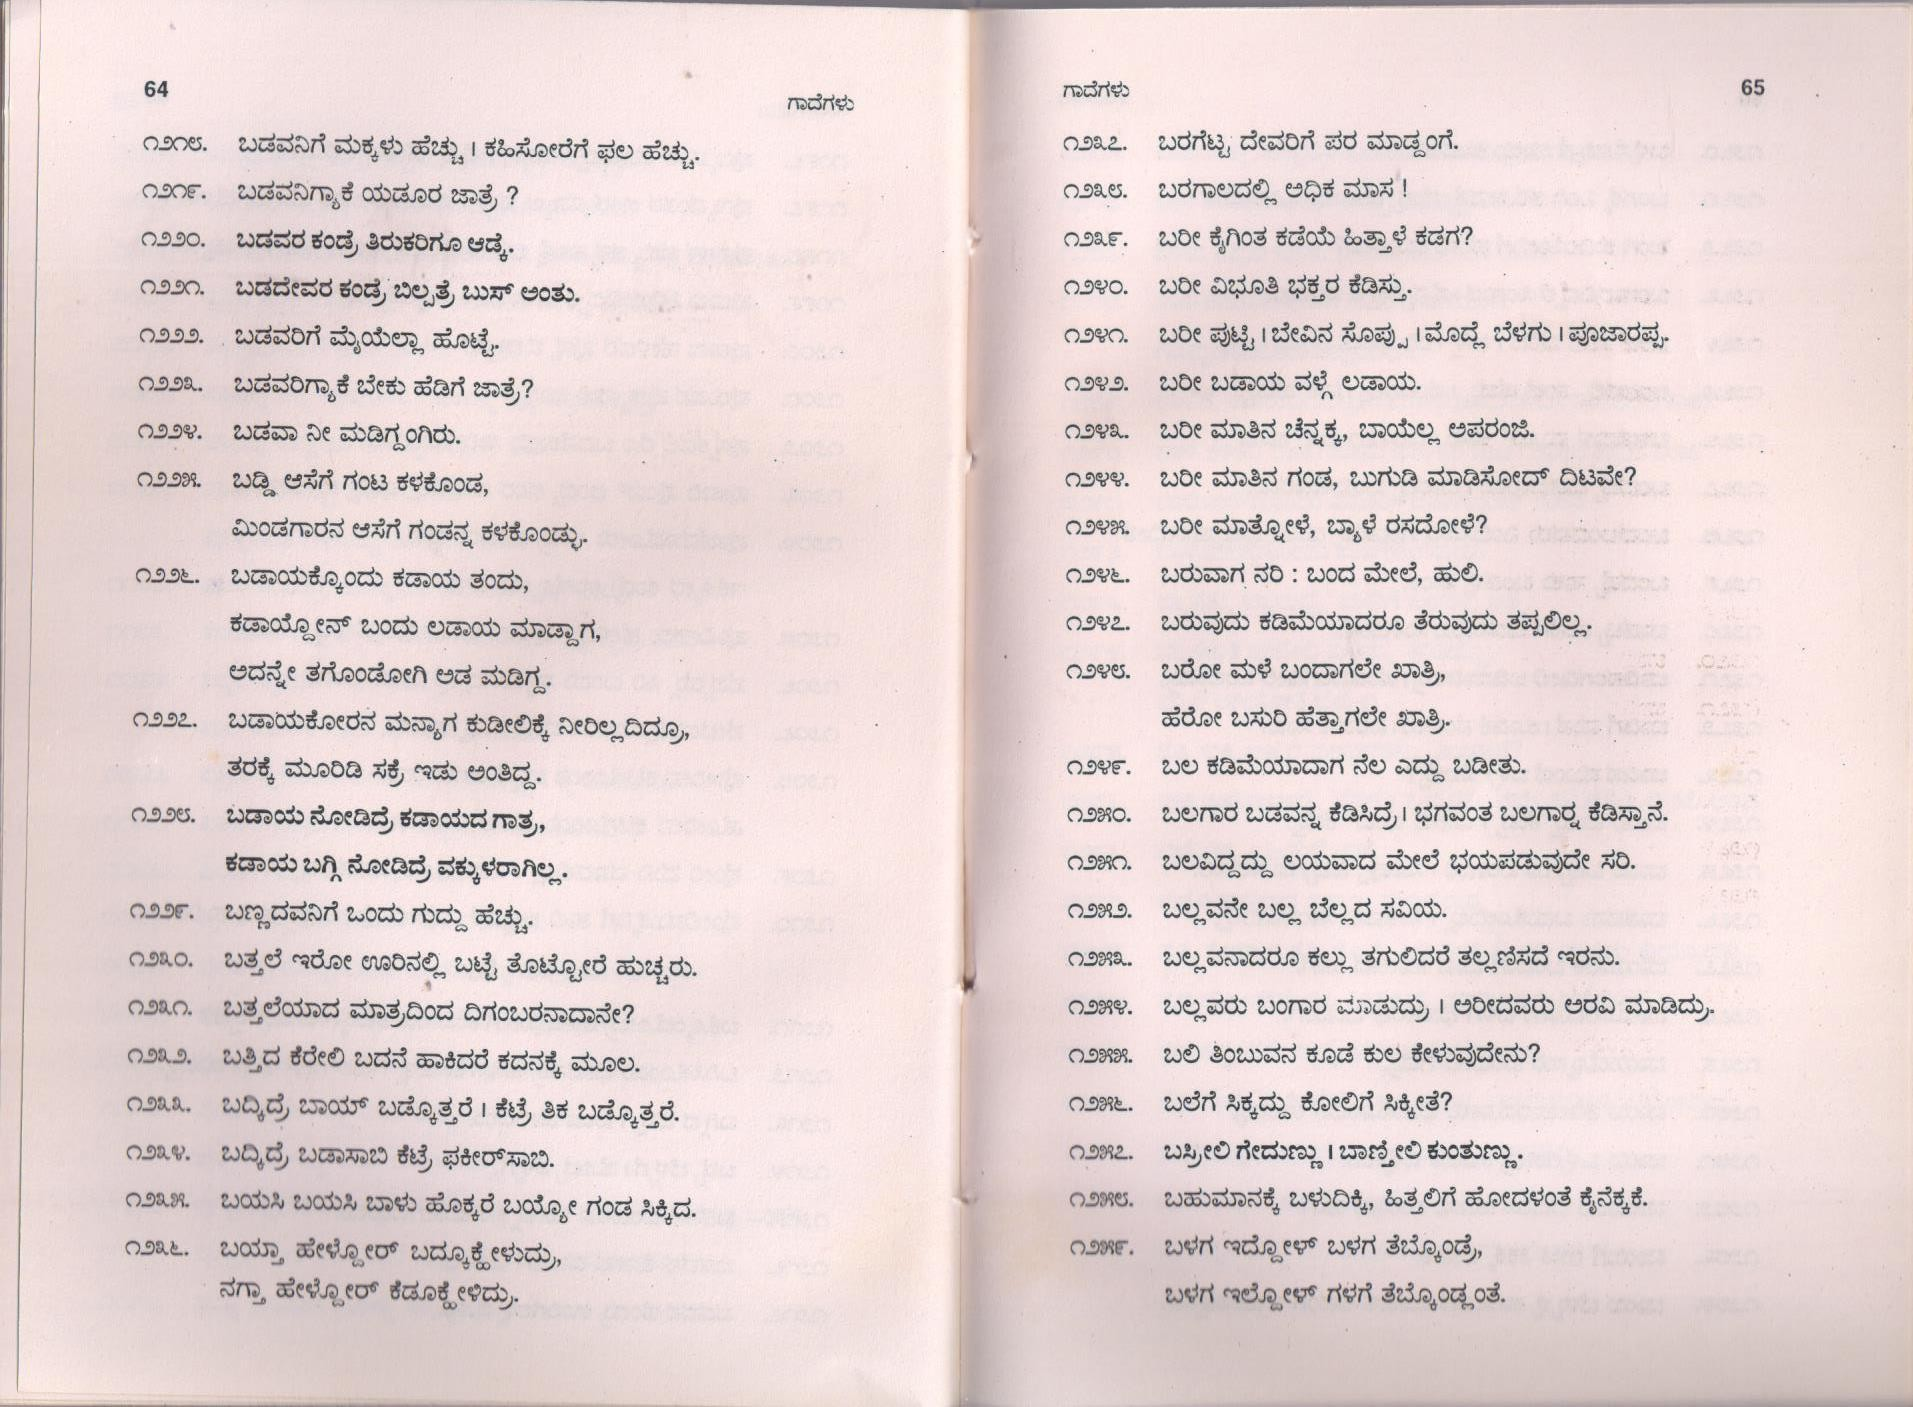 64
ಗಾದೆಗಳು
೧೨೧೮. ಬಡವನಿಗೆ ಮಕ್ಕಳು ಹೆಚ್ಚು । ಕಹಿಸೋರೆಗೆ ಫಲ ಹೆಚ್ಚು.
೧೨೧೯. ಬಡವನಿಗ್ಯಾಕೆ ಯಡೂರ ಜಾತ್ರೆ ?
೧೨೨೦. ಬಡವರ ಕಂಡ್ರೆ ತಿರುಕರಿಗೂ ಆಡ್ಕೆ.
೧೨೨೧. ಬಡದೇವರ ಕಂಡ್ರೆ ಬಿಲ್ಪತ್ರೆ ಬುಸ್ ಅಂತು.
೧೨೨೨. ಬಡವರಿಗೆ ಮೈಯೆಲ್ಲಾ ಹೊಟ್ಟೆ.
೧೨೨೩. ಬಡವರಿಗ್ಯಾಕೆ ಬೇಕು ಹೆಡಿಗೆ ಜಾತ್ರೆ?
೧೨೨೪. ಬಡವಾ ನೀ ಮಡಿಗ್ದಂಗಿರು.
೧೨೨೫. ಬಡ್ಡಿ ಆಸೆಗೆ ಗಂಟ ಕಳಕೊಂಡ,
ಮಿಂಡಗಾರನ ಆಸೆಗೆ ಗಂಡನ್ನ ಕಳಕೊಂಡ್ಳು.
೧೨೨೬. ಬಡಾಯಕ್ಕೊಂದು ಕಡಾಯ ತಂದು,
ಕಡಾಯ್ದೋನ್ ಬಂದು ಲಡಾಯ ಮಾಡ್ದಾಗ,
ಅದನ್ನೇ ತಗೊಂಡೋಗಿ ಅಡ ಮಡಿಗ್ದ.
೧೨೨೭. ಬಡಾಯಕೋರನ ಮನ್ಯಾಗ ಕುಡೀಲಿಕ್ಕೆ ನೀರಿಲ್ಲದಿದ್ರೂ,
ತರಕ್ಕೆ ಮೂರಿಡಿ ಸಕ್ರೆ ಇಡು ಅಂತಿದ್ದ.
೧೨೨೮. ಬಡಾಯ ನೋಡಿದ್ರೆ ಕಡಾಯದ ಗಾತ್ರ,
ಕಡಾಯ ಬಗ್ಗಿ ನೋಡಿದ್ರೆ ವಕ್ಕುಳರಾಗಿಲ್ಲ.
೧೨೨೯. ಬಣ್ಣದವನಿಗೆ ಒಂದು ಗುದ್ದು ಹೆಚ್ಚು.
೧೨೩೦. ಬತ್ತಲೆ ಇರೋ ಊರಿನಲ್ಲಿ ಬಟ್ಟೆ ತೊಟ್ಟೋರೆ ಹುಚ್ಚರು.
೧೨೩೧. ಬತ್ತಲೆಯಾದ ಮಾತ್ರದಿಂದ ದಿಗಂಬರನಾದಾನೇ?
೧೨೩೨. ಬತ್ತಿದ ಕೆರೇಲಿ ಬದನೆ ಹಾಕಿದರೆ ಕದನಕ್ಕೆ ಮೂಲ.
೧೨೩೩. ಬದ್ಕಿದ್ರೆ ಬಾಯ್ ಬಡ್ಕೊತ್ತರೆ । ಕೆಟ್ರೆ ತಿಕ ಬಡ್ಕೊತ್ತರೆ.
೧೨೩೪. ಬದ್ಕಿದ್ರೆ ಬಡಾಸಾಬಿ ಕೆಟ್ರೆ ಫಕೀರ್‌ಸಾಬಿ.
೧೨೩೫. ಬಯಸಿ ಬಯಸಿ ಬಾಳು ಹೊಕ್ಕರೆ ಬಯ್ಯೋ ಗಂಡ ಸಿಕ್ಕಿದ.
೧೨೩೬. ಬಯ್ತಾ ಹೇಳ್ದೋರ್ ಬದ್ಕೂಕ್ಹೇಳುದ್ರು,
ನಗ್ತಾ ಹೇಳ್ದೋರ್ ಕೆಡೂಕ್ಹೇಳಿದ್ರು.
ಗಾದೆಗಳು
65
೧೨೩೭. ಬರಗೆಟ್ಟ ದೇವರಿಗೆ ಪರ ಮಾಡ್ದಂಗೆ.
೧೨೩೮. ಬರಗಾಲದಲ್ಲಿ ಅಧಿಕ ಮಾಸ !
೧೨೩೯. ಬರೀ ಕೈಗಿಂತ ಕಡೆಯೆ ಹಿತ್ತಾಳೆ ಕಡಗ?
೧೨೪೦. ಬರೀ ವಿಭೂತಿ ಭಕ್ತರ ಕೆಡಿಸ್ತು.
೧೨೪೧. ಬರೀ ಪುಟ್ಟಿ । ಬೇವಿನ ಸೊಪ್ಪು । ಮೊದ್ಲೆ ಬೆಳಗು । ಪೂಜಾರಪ್ಪ.
೧೨೪೨. ಬರೀ ಬಡಾಯ ವಳ್ಗೆ ಲಡಾಯ.
೧೨೪೩. ಬರೀ ಮಾತಿನ ಚೆನ್ನಕ್ಕ, ಬಾಯೆಲ್ಲ ಅಪರಂಜಿ.
೧೨೪೪. ಬರೀ ಮಾತಿನ ಗಂಡ, ಬುಗುಡಿ ಮಾಡಿಸೋದ್ ದಿಟವೇ?
೧೨೪೫. ಬರೀ ಮಾತ್ನೋಳೆ, ಬ್ಯಾಳೆ ರಸದೋಳೆ?
೧೨೪೬. ಬರುವಾಗ ನರಿ : ಬಂದ ಮೇಲೆ, ಹುಲಿ.
೧೨೪೭. ಬರುವುದು ಕಡಿಮೆಯಾದರೂ ತೆರುವುದು ತಪ್ಪಲಿಲ್ಲ.
೧೨೪೮. ಬರೋ ಮಳೆ ಬಂದಾಗಲೇ ಖಾತ್ರಿ,
ಹೆರೋ ಬಸುರಿ ಹೆತ್ತಾಗಲೇ ಖಾತ್ರಿ.
೧೨೪೯. ಬಲ ಕಡಿಮೆಯಾದಾಗ ನೆಲ ಎದ್ದು ಬಡೀತು.
೧೨೫೦. ಬಲಗಾರ ಬಡವನ್ನ ಕೆಡಿಸಿದ್ರೆ । ಭಗವಂತ ಬಲಗಾರ‍್ನ ಕೆಡಿಸ್ತಾನೆ.
೧೨೫೧. ಬಲವಿದ್ದದ್ದು ಲಯವಾದ ಮೇಲೆ ಭಯಪಡುವುದೇ ಸರಿ.
೧೨೫೨. ಬಲ್ಲವನೇ ಬಲ್ಲ ಬೆಲ್ಲದ ಸವಿಯ.
೧೨೫೩. ಬಲ್ಲವನಾದರೂ ಕಲ್ಲು ತಗುಲಿದರೆ ತಲ್ಲಣಿಸದೆ ಇರನು.
೧೨೫೪. ಬಲ್ಲವರು ಬಂಗಾರ ಮಾಡುದ್ರು । ಅರೀದವರು ಅರವಿ ಮಾಡಿದ್ರು.
೧೨೫೫. ಬಲಿ ತಿಂಬುವನ ಕೂಡೆ ಕುಲ ಕೇಳುವುದೇನು?
೧೨೫೬. ಬಲೆಗೆ ಸಿಕ್ಕದ್ದು ಕೋಲಿಗೆ ಸಿಕ್ಕೀತೆ?
೧೨೫೭. ಬಸ್ರೀಲಿ ಗೇದುಣ್ಣು । ಬಾಣ್ತೀಲಿ ಕುಂತುಣ್ಣು.
೧೨೫೮. ಬಹುಮಾನಕ್ಕೆ ಬಳುದಿಕ್ಕಿ, ಹಿತ್ತಲಿಗೆ ಹೋದಳಂತೆ ಕೈನೆಕ್ಕಕೆ.
೧೨೫೯. ಬಳಗ ಇದ್ದೋಳ್ ಬಳಗ ತೆಬ್ಕೊಂಡ್ರೆ,
ಬಳಗ ಇಲ್ದೋಳ್ ಗಳಗೆ ತೆಬ್ಕೊಂಡ್ಲಂತೆ.